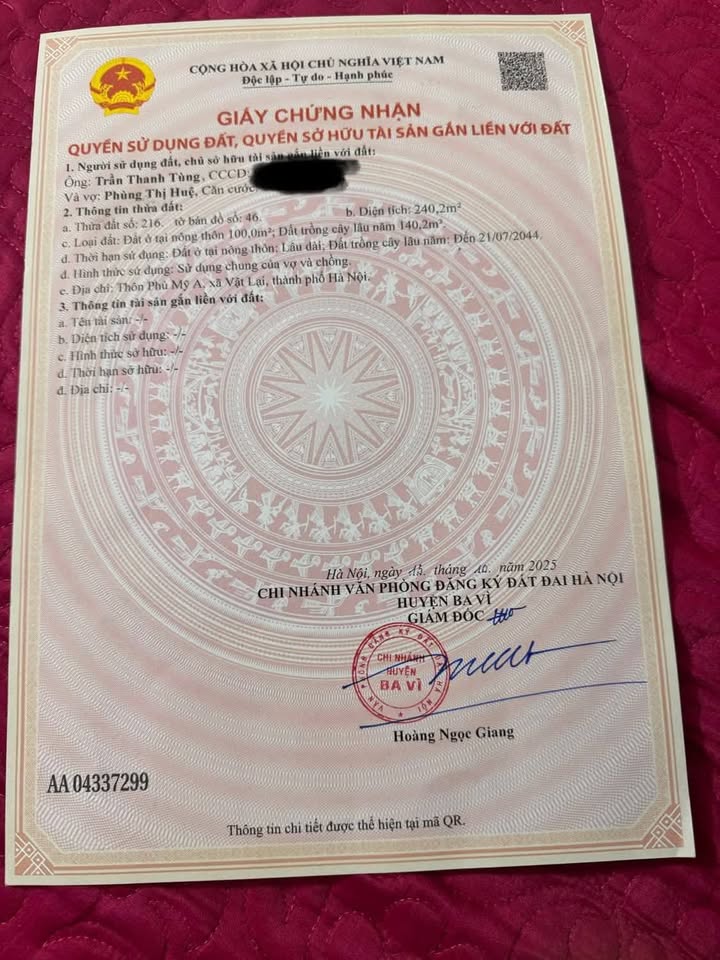 CỘNG HÒA XÃ HỘI CHỦ NGHĨA VIỆT NAM
Độc lập - Tự do - Hạnh phúc
GIẤY CHỨNG NHẬN
QUYỀN SỬ DỤNG ĐẤT, QUYỀN SỞ HỮU TÀI SẢN GẮN LIỀN VỚI ĐẤT
1. Người sử dụng đất, chủ sở hữu tài sản gắn liền với đất:
Ông: Trần Thanh Tùng, CCCD:
Và vợ: Phùng Thị Huệ, Căn cước:
2. Thông tin thửa đất:
a. Thửa đất số: 216. tờ bản đồ số: 46. b. Diện tích: 240,2m²
c. Loại đất: Đất ở tại nông thôn 100,0m²; Đất trồng cây lâu năm 140,2m².
d. Thời hạn sử dụng: Đất ở tại nông thôn: Lâu dài; Đất trồng cây lâu năm: Đến 21/07/2044.
đ. Hình thức sử dụng: Sử dụng chung của vợ và chồng.
e. Địa chỉ: Thôn Phú Mỹ A, xã Vật Lại, thành phố Hà Nội.
3. Thông tin tài sản gắn liền với đất:
a. Tên tài sản: -/-
b. Diện tích sử dụng: -/-
c. Hình thức sở hữu: -/-
d. Thời hạn sở hữu: -/-
đ. Địa chỉ: -/-
Hà Nội, ngày tháng năm 2025
CHI NHÁNH VĂN PHÒNG ĐĂNG KÝ ĐẤT ĐAI HÀ NỘI
HUYỆN BA VÌ
GIÁM ĐỐC
VĂN PHÒNG ĐĂNG KÝ ĐẤT ĐAI HÀ NỘI
CHI NHÁNH
HUYỆN
BA VÌ
Hoàng Ngọc Giang
AA 04337299
Thông tin chi tiết được thể hiện tại mã QR.